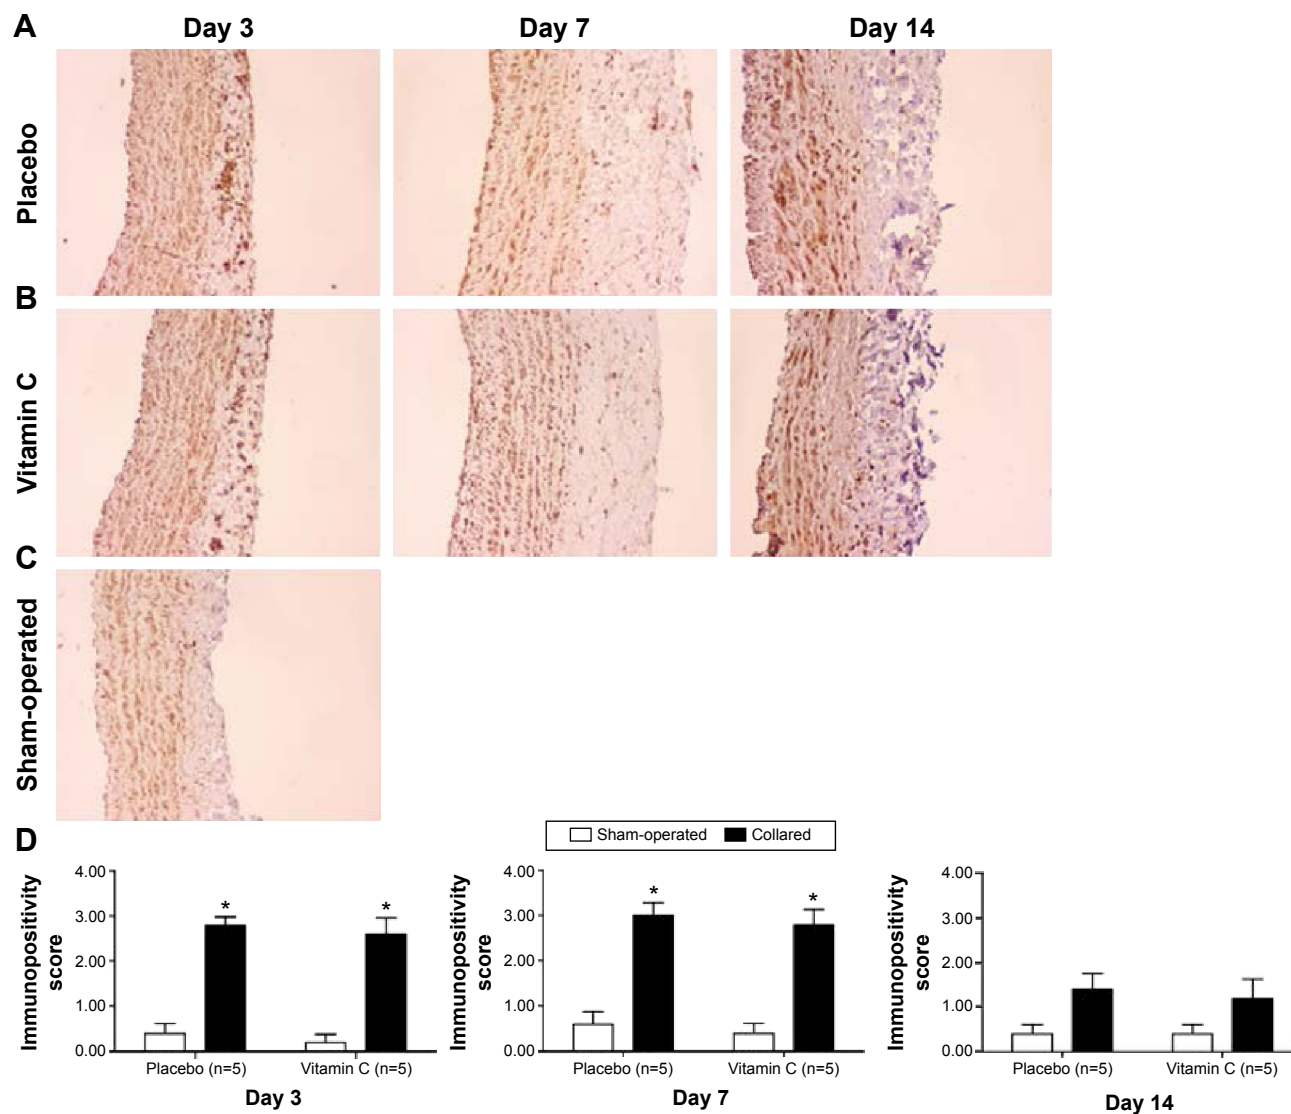 A
Day 3
Day 7
Day 14
Placebo
B
Vitamin C
C
Sham-operated
D
Sham-operated
Collared
Immunopositivity
score
4.00
3.00
2.00
1.00
0.00
*
*
Placebo (n=5)
Vitamin C (n=5)
Day 3
Immunopositivity
score
4.00
3.00
2.00
1.00
0.00
*
*
Placebo (n=5)
Vitamin C (n=5)
Day 7
Immunopositivity
score
4.00
3.00
2.00
1.00
0.00
Placebo (n=5)
Vitamin C (n=5)
Day 14